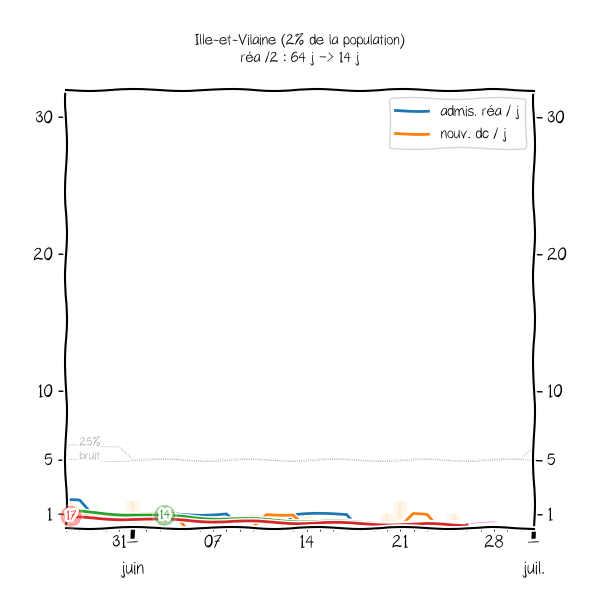 Ille-et-Vilaine (2% de la population)
réa /2 : 64 j -> 14 j
admis. réa / j
nouv. dc / j
30
30
20
20
10
10
25%
5
bruit
5
1
17
14
1
31
07
14
21
28
juin
juil.